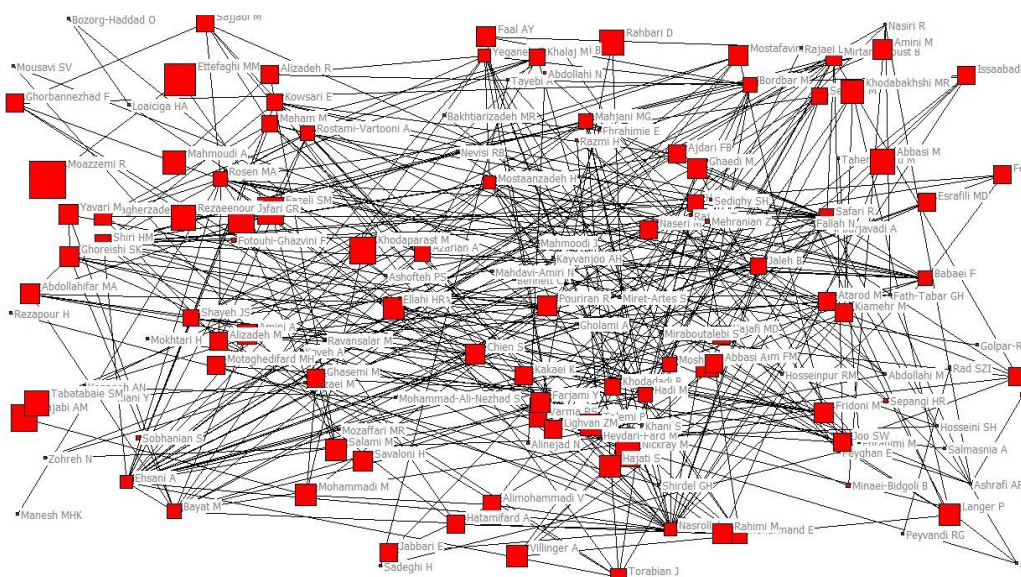 Bozorg-Haddad O
Sajjadi M
Faal AY
Rahbari D
Nasiri R
Yegane
Khalaj M
Mostafavi
Rajaei L
Amini M
Mousavi SV
Ettefaghi MM
Alizadeh R
Tayebi A
Abdollahi N
Bordbar M
Khodabakhshi MR
Issaabadi
Ghorbannezhad F
Loaiciga HA
Kowsari E
Maham M
Rostami-Vartooni A
Bakhtiarizadeh MR
Mahjani MG
Razmi H
Ajdari FB
Mahmoudi A
Nevisi RB
Ghaedi M
Abbasi M
Moazzemi R
Rosen MA
Mostaanzadeh H
Sedighy SH
Esrafili MD
Yavari M
Rezaeenour J
Fazeli SM
Naseri M
Mehranian Z
Safari R
Fallah N
Shiri HM
Ghoreishi SK
Fotouhi-Ghazvini F
Khodaparast M
Azorian A
Mahmoodi J
Kayvanjoo AH
Jaleh B
Babaei F
Ashofteh PS
Mahdavi-Amiri N
Bennett C
Abdollahifar MA
Ellahi HR
Pouriran R
Miret-Artes S
Atarod M
Fath-Tabar GH
Kiamehr M
Rezapour H
Shayeh JS
Amini A
Gholami A
Mokhtari H
Alizadeh M
Ravansalar M
Chien S
Miraboutalebi S
Golpar-R
Motaghedifard MH
Ghasemi M
Kakaei K
Abbasi A
Hosseinpur RM
Abdollahi M
Rad SZI
Tabatabaie SM
Mohammad-Ali-Nezhad S
Farjami Y
Khodadadi B
Hadi M
Sepangi HR
Fridoni M
Varma RS
Mozaffari MR
Lighvan ZM
Khani S
Hosseini SH
Sobhanian S
Salami M
Alinejad N
Heydari-Fard M
Nickray M
Doo SW
Peyghan E
Salmasnia A
Zohreh N
Savaloni H
Hajati S
Ehsani A
Mohammadi M
Shirdel GH
Minaei-Bidgoli B
Ashrafi AR
Manesh MHK
Bayat M
Alimohammadi V
Langer P
Hatamifard A
Rahimi M
Peyvandi RG
Jabbari E
Villinger A
Sadeghi H
Torabian J